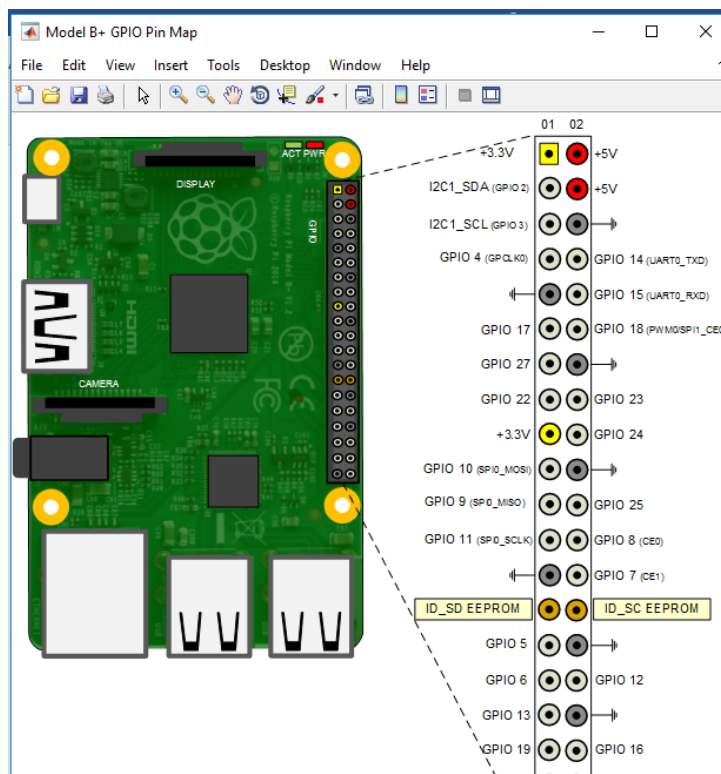 Model B+ GPIO Pin Map
File Edit View Insert Tools Desktop Window Help
01 02
+3.3V +5V
I2C1_SDA (GPIO 2) +5V
I2C1_SCL (GPIO 3)
GPIO 4 (GPCLK0) GPIO 14 (UART0_TXD)
GPIO 15 (UART0_RXD)
GPIO 17 GPIO 18 (PWM0/SPI1_CE0
GPIO 27
GPIO 22 GPIO 23
+3.3V GPIO 24
GPIO 10 (SPI0_MOSI)
GPIO 9 (SPI0_MISO) GPIO 25
GPIO 11 (SPI0_SCLK) GPIO 8 (CE0)
GPIO 7 (CE1)
ID_SD EEPROM ID_SC EEPROM
GPIO 5
GPIO 6 GPIO 12
GPIO 13
GPIO 19 GPIO 16
ACT PWR
DISPLAY
GPIO
HDMI
CAMERA
A/V
FCC
ETHERNET
USB
USB